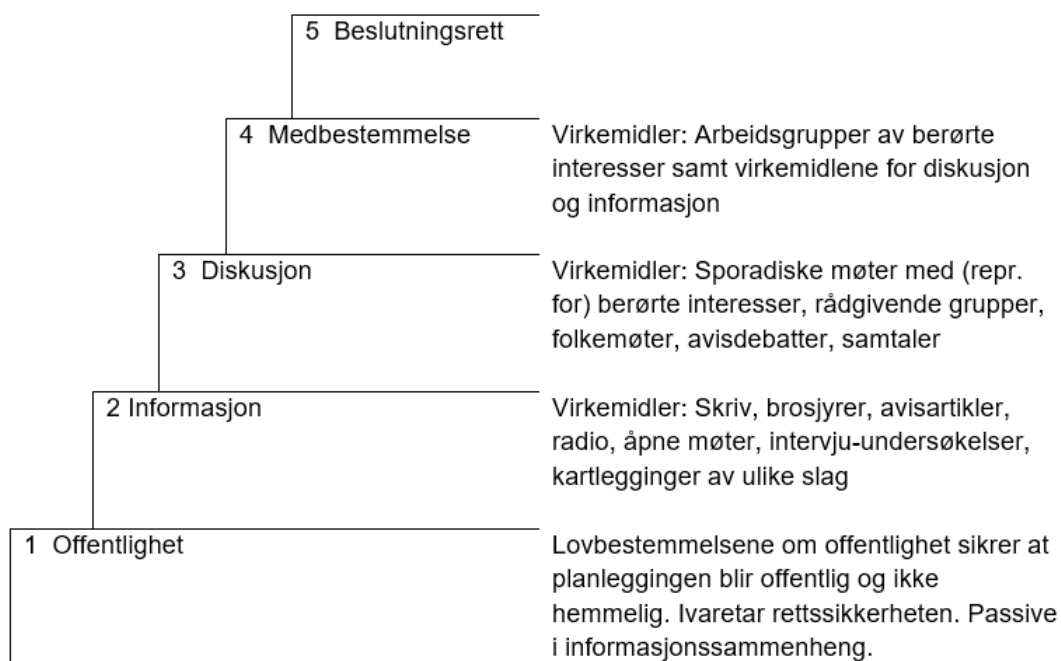 5 Beslutningsrett
4 Medbestemmelse
Virkemidler: Arbeidsgrupper av berørte
interesser samt virkemidlene for diskusjon
og informasjon
3 Diskusjon
Virkemidler: Sporadiske møter med (repr.
for) berørte interesser, rådgivende grupper,
folkemøter, avisdebatter, samtaler
2 Informasjon
Virkemidler: Skriv, brosjyrer, avisartikler,
radio, åpne møter, intervju-undersøkelser,
kartlegginger av ulike slag
1 Offentlighet
Lovbestemmelsene om offentlighet sikrer at
planleggingen blir offentlig og ikke
hemmelig. Ivaretar rettssikkerheten. Passive
i informasjonssammenheng.